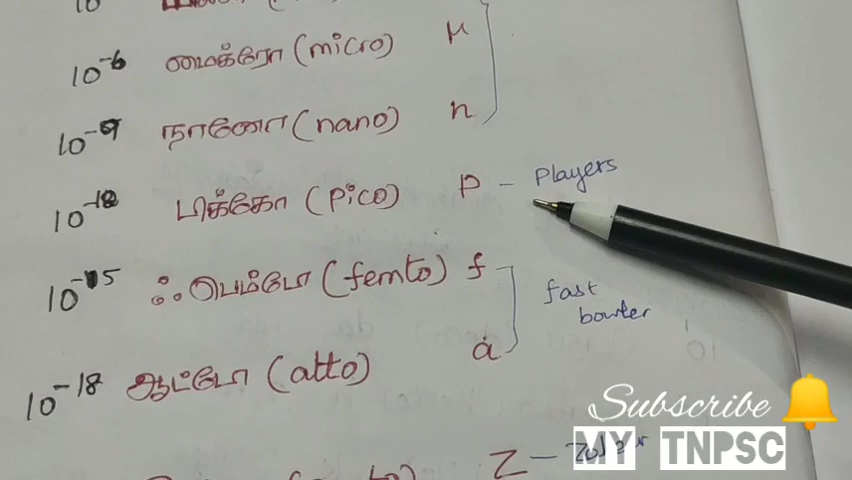 10⁻⁶ மைக்ரோ (micro) μ
10⁻⁹ நானோ (nano) n
10⁻¹² பிக்கோ (pico) p – Players
10⁻¹⁵ ஃபெம்டோ (femto) f
fast bowler
10⁻¹⁸ ஆட்டோ (atto) a
Z –
Subscribe
MY TNPSC